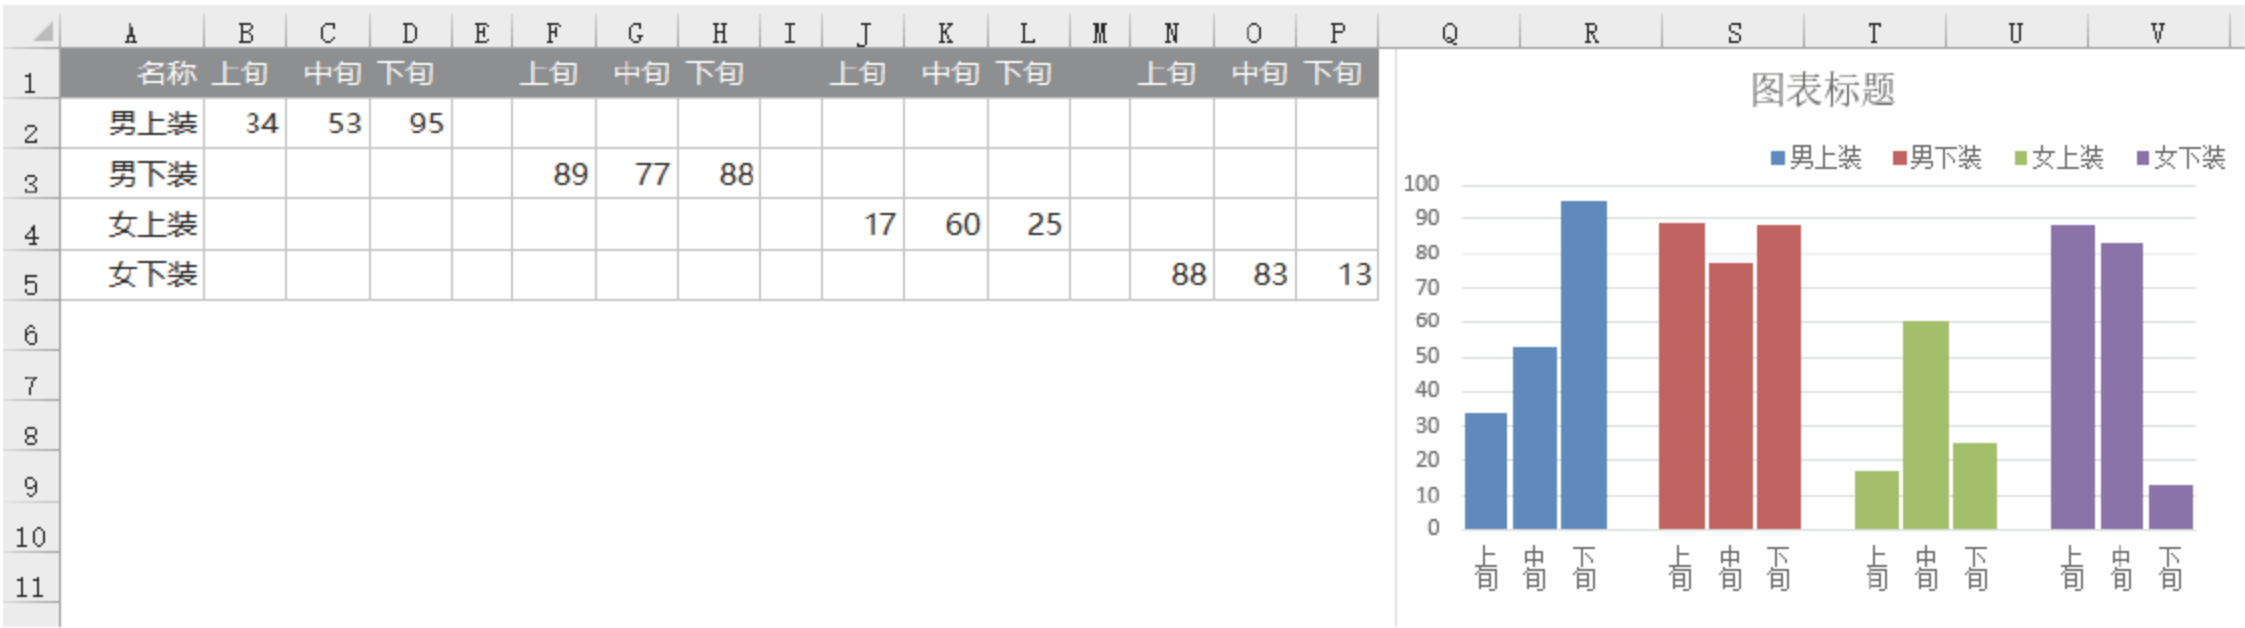 A B C D E F G H I J K L M N O P Q R S T U V
1 名称 上旬 中旬 下旬 上旬 中旬 下旬 上旬 中旬 下旬 上旬 中旬 下旬
2 男上装 34 53 95
3 男下装 89 77 88
4 女上装 17 60 25
5 女下装 88 83 13
6
7
8
9
10
11
图表标题
男上装 男下装 女上装 女下装
100
90
80
70
60
50
40
30
20
10
0
上旬 中旬 下旬 上旬 中旬 下旬 上旬 中旬 下旬 上旬 中旬 下旬